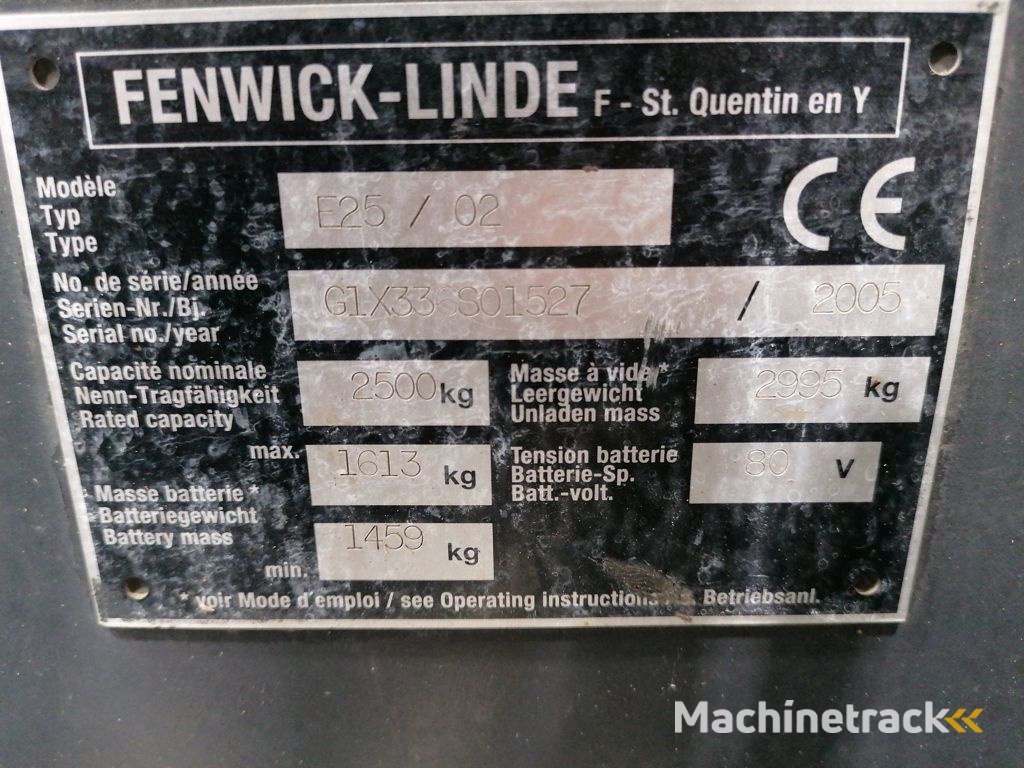 FENWICK-LINDE F - St. Quentin en Y
Modèle
Typ
Type
E25 / 02
CE
No. de série/année
Serien-Nr./Bj.
Serial no./year
G1X336S01527 / 2005
Capacité nominale
Nenn-Tragfähigkeit
Rated capacity
2500 kg
Masse à vide *
Leergewicht
Unladen mass
2995 kg
max. 1613 kg
Masse batterie *
Batteriegewicht
Battery mass
min. 1459 kg
Tension batterie
Batterie-Sp.
Batt.-volt.
80 V
* voir Mode d'emploi / see Operating instructions Betriebsanl.
Machinetrack